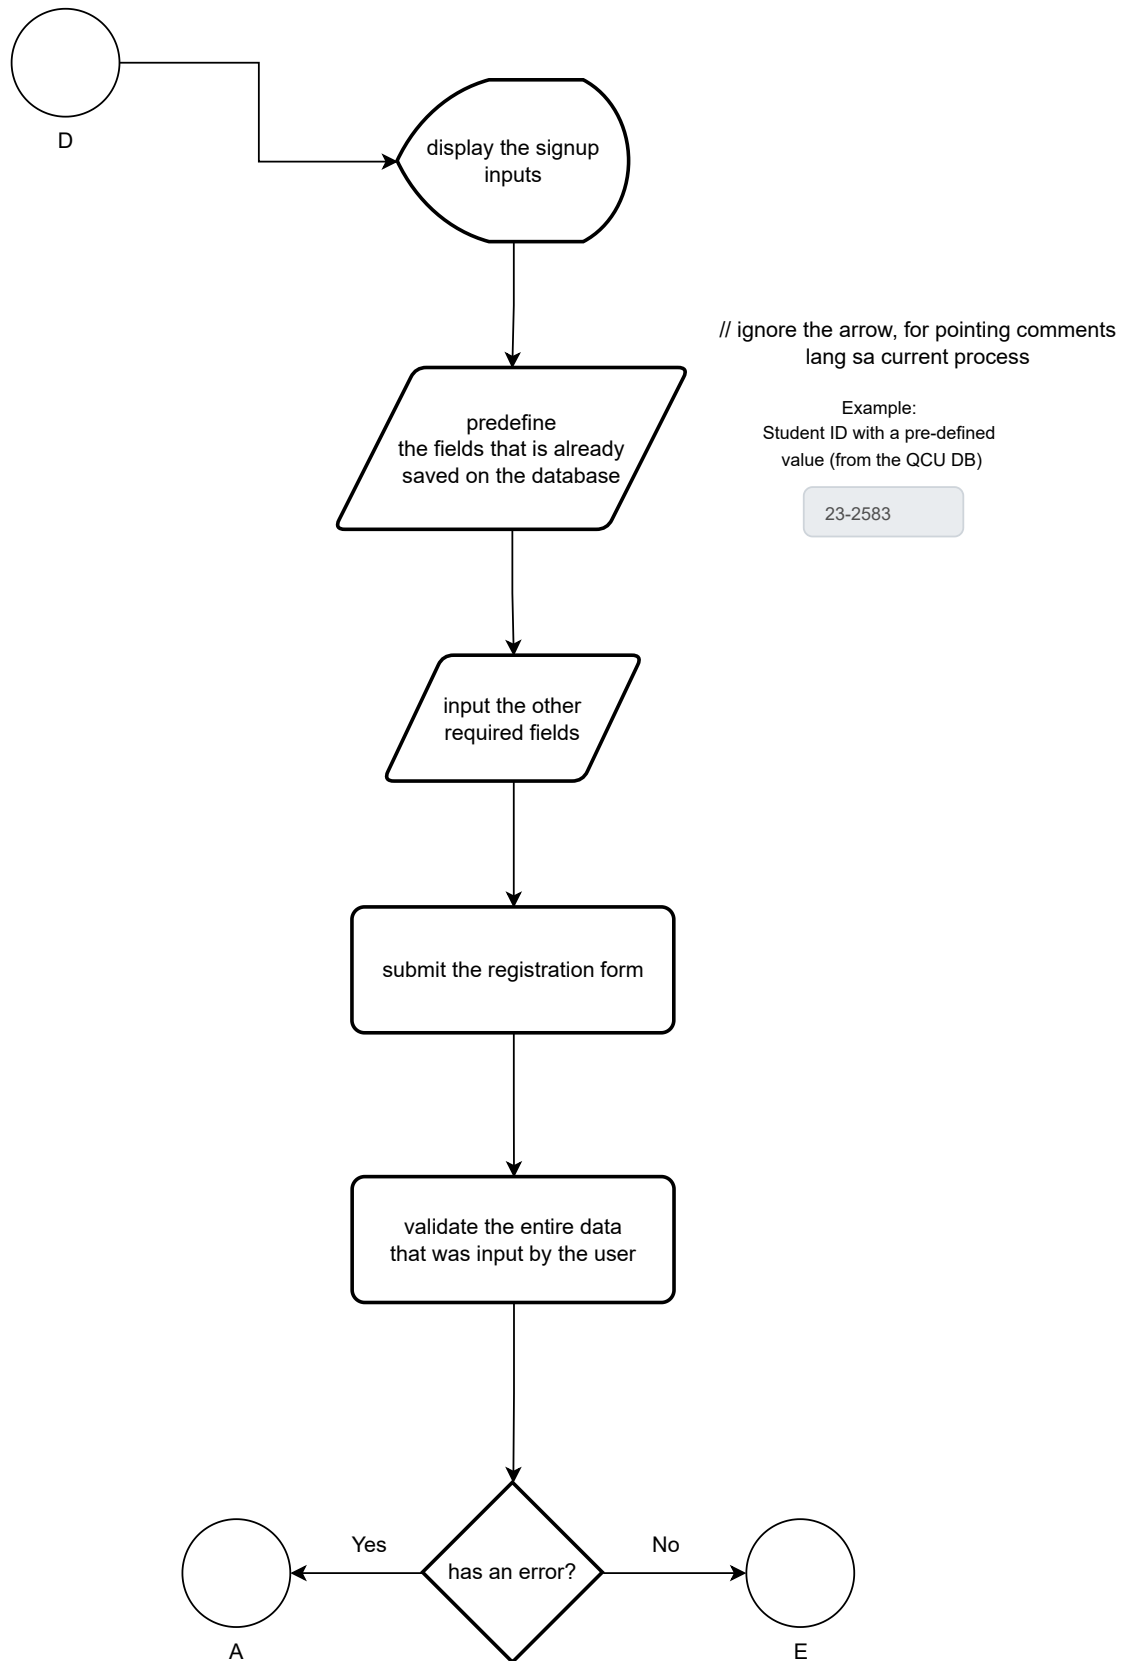 D
display the signup
inputs
// ignore the arrow, for pointing comments
lang sa current process
predefine
the fields that is already
saved on the database
Example:
Student ID with a pre-defined
value (from the QCU DB)
23-2583
input the other
required fields
submit the registration form
validate the entire data
that was input by the user
Yes
has an error?
No
A
E